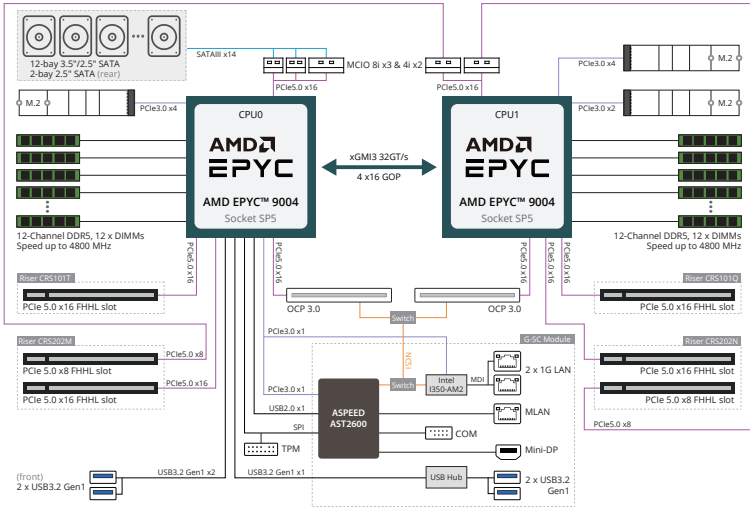 12-bay 3.5"/2.5" SATA
2-bay 2.5" SATA (rear)
SATAIII x14
MCIO 8i x3 & 4i x2
PCIe5.0 x16
PCIe5.0 x16
PCIe3.0 x4
M.2
M.2
PCIe3.0 x4
PCIe3.0 x2
M.2
CPU0
AMD
EPYC
AMD EPYC™ 9004
Socket SP5
xGMI3 32GT/s
4 x16 GOP
CPU1
AMD
EPYC
AMD EPYC™ 9004
Socket SP5
12-Channel DDR5, 12 x DIMMs
Speed up to 4800 MHz
12-Channel DDR5, 12 x DIMMs
Speed up to 4800 MHz
PCIe5.0 x16
PCIe5.0 x16
PCIe5.0 x16
PCIe5.0 x16
PCIe5.0 x16
Riser CRS101T
PCIe 5.0 x16 FHHL slot
OCP 3.0
OCP 3.0
Switch
Riser CRS101Q
PCIe 5.0 x16 FHHL slot
Riser CRS202M
PCIe5.0 x8
PCIe 5.0 x8 FHHL slot
PCIe5.0 x16
PCIe 5.0 x16 FHHL slot
Riser CRS202N
PCIe 5.0 x16 FHHL slot
PCIe 5.0 x8 FHHL slot
PCIe5.0 x8
PCIe3.0 x1
G-SC Module
NCSI
Switch
Intel
I350-AM2
MDI
2 x 1G LAN
PCIe3.0 x1
USB2.0 x1
SPI
ASPEED
AST2600
MLAN
COM
TPM
Mini-DP
(front)
2 x USB3.2 Gen1
USB3.2 Gen1 x2
USB3.2 Gen1 x1
USB Hub
2 x USB3.2
Gen1